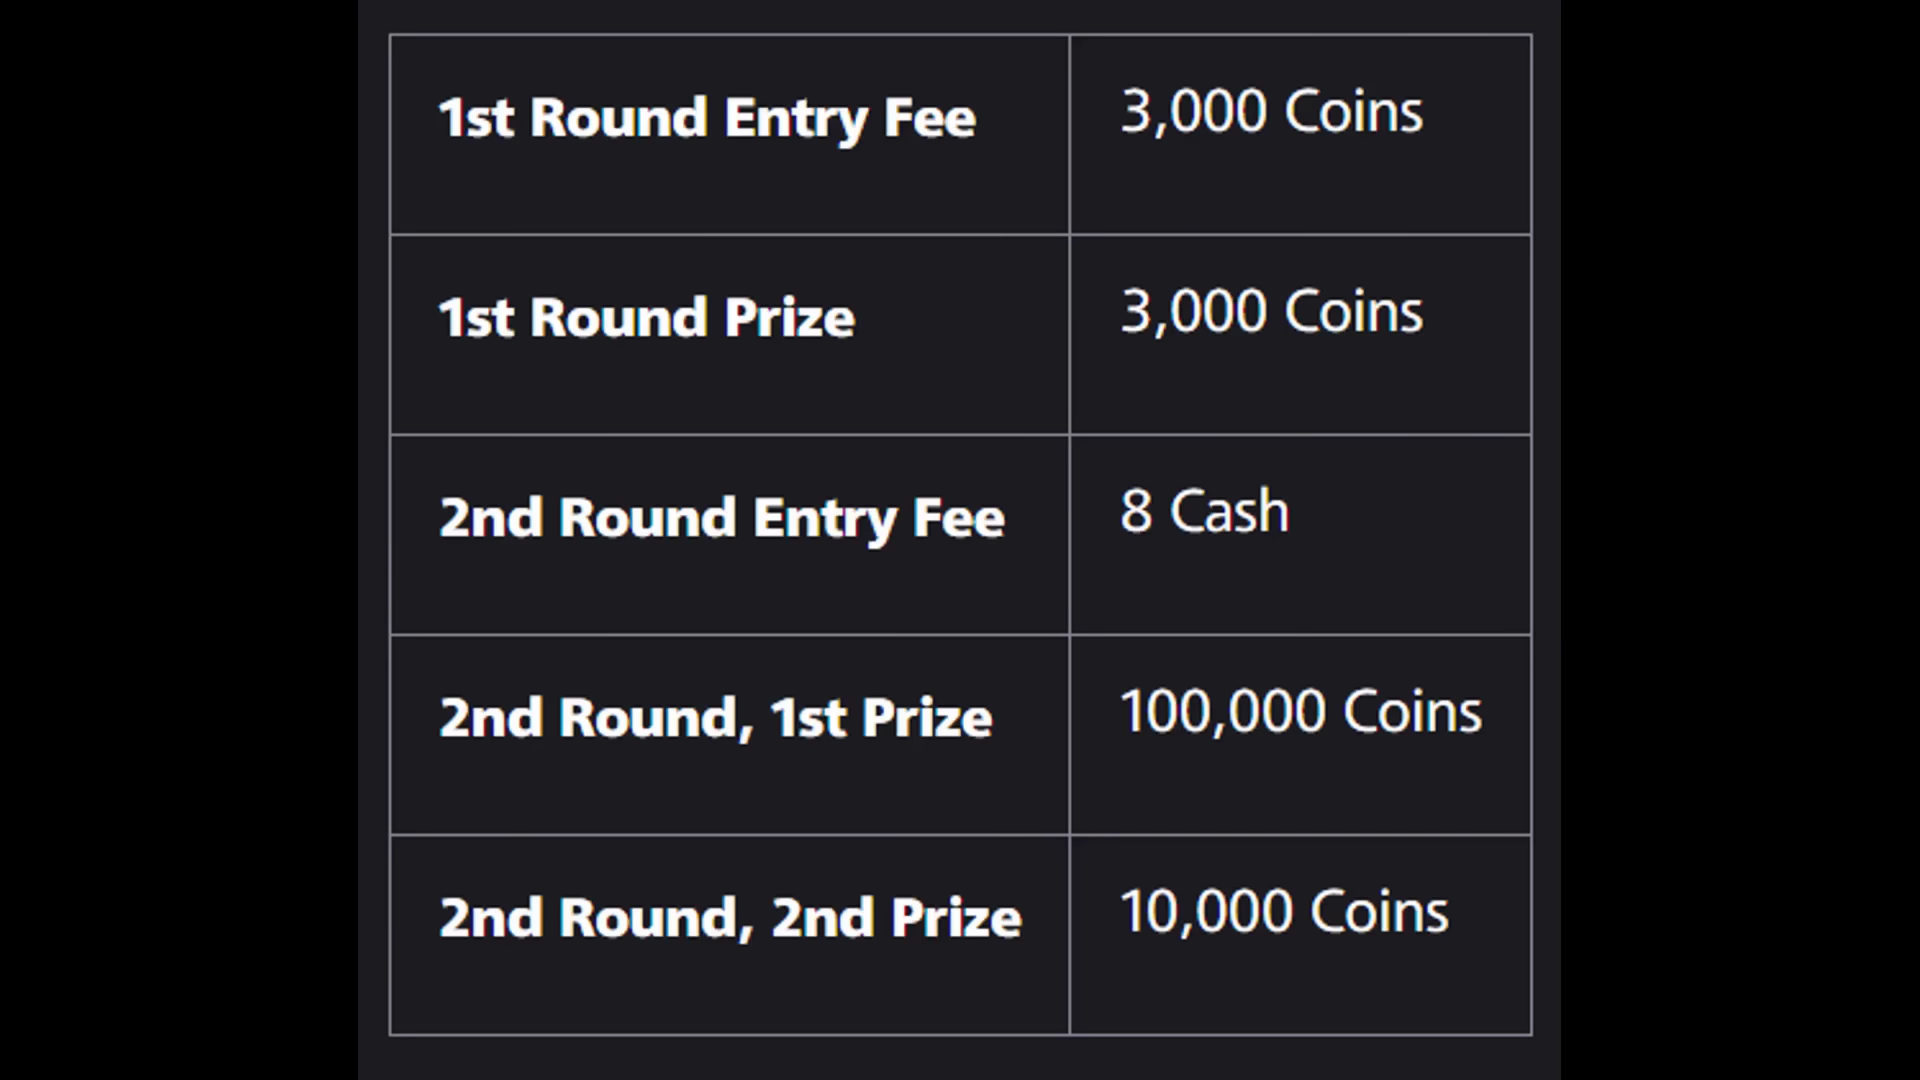 1st Round Entry Fee 3,000 Coins
1st Round Prize 3,000 Coins
2nd Round Entry Fee 8 Cash
2nd Round, 1st Prize 100,000 Coins
2nd Round, 2nd Prize 10,000 Coins